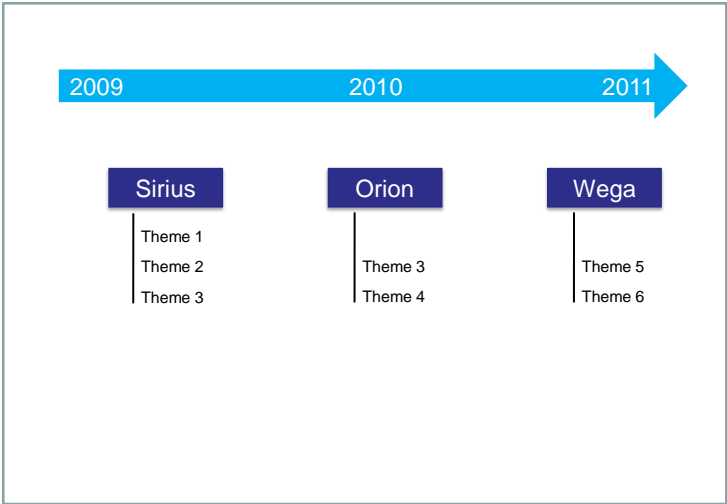 2009 2010 2011
Sirius Orion Wega
Theme 1
Theme 2 Theme 3 Theme 5
Theme 3 Theme 4 Theme 6